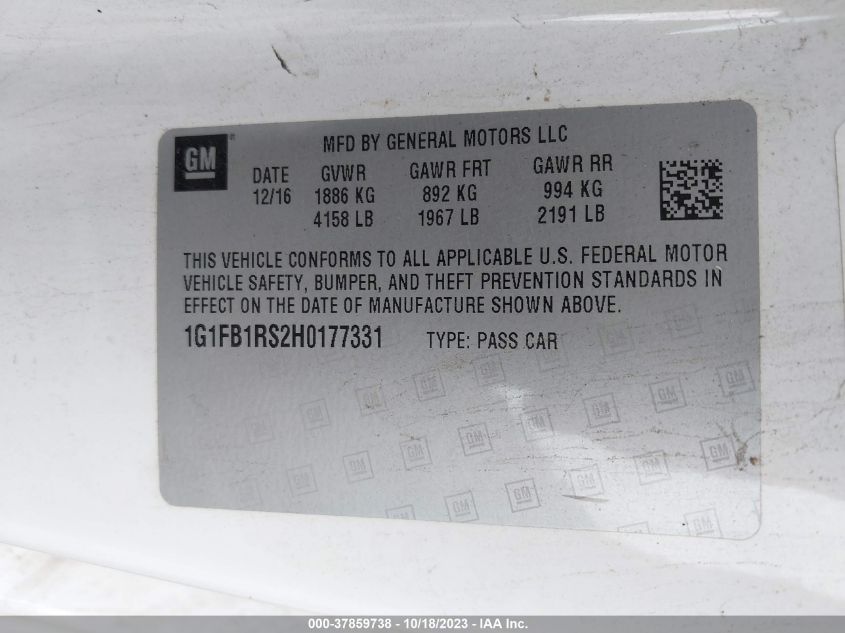 GM
MFD BY GENERAL MOTORS LLC
DATE GVWR GAWR FRT GAWR RR
12/16 1886 KG 892 KG 994 KG
4158 LB 1967 LB 2191 LB
THIS VEHICLE CONFORMS TO ALL APPLICABLE U.S. FEDERAL MOTOR
VEHICLE SAFETY, BUMPER, AND THEFT PREVENTION STANDARDS IN
EFFECT ON THE DATE OF MANUFACTURE SHOWN ABOVE.
1G1FB1RS2H0177331 TYPE: PASS CAR
000-37859738 - 10/18/2023 - IAA Inc.